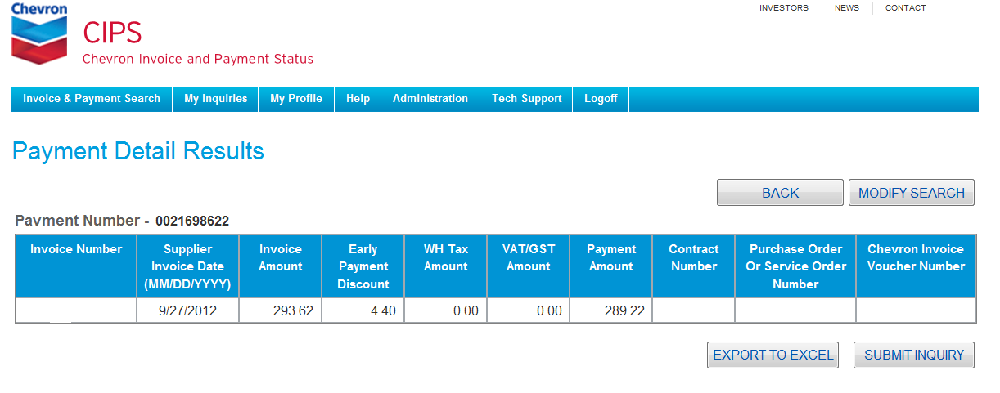 Chevron
INVESTORS NEWS CONTACT
CIPS
Chevron Invoice and Payment Status
Invoice & Payment Search My Inquiries My Profile Help Administration Tech Support Logoff
Payment Detail Results
BACK MODIFY SEARCH
Payment Number - 0021698622
Invoice Number Supplier Invoice Early WH Tax VAT/GST Payment Contract Purchase Order Chevron Invoice
Invoice Date Amount Payment Amount Amount Amount Number Or Service Order Voucher Number
(MM/DD/YYYY) Discount Number
9/27/2012 293.62 4.40 0.00 0.00 289.22
EXPORT TO EXCEL SUBMIT INQUIRY